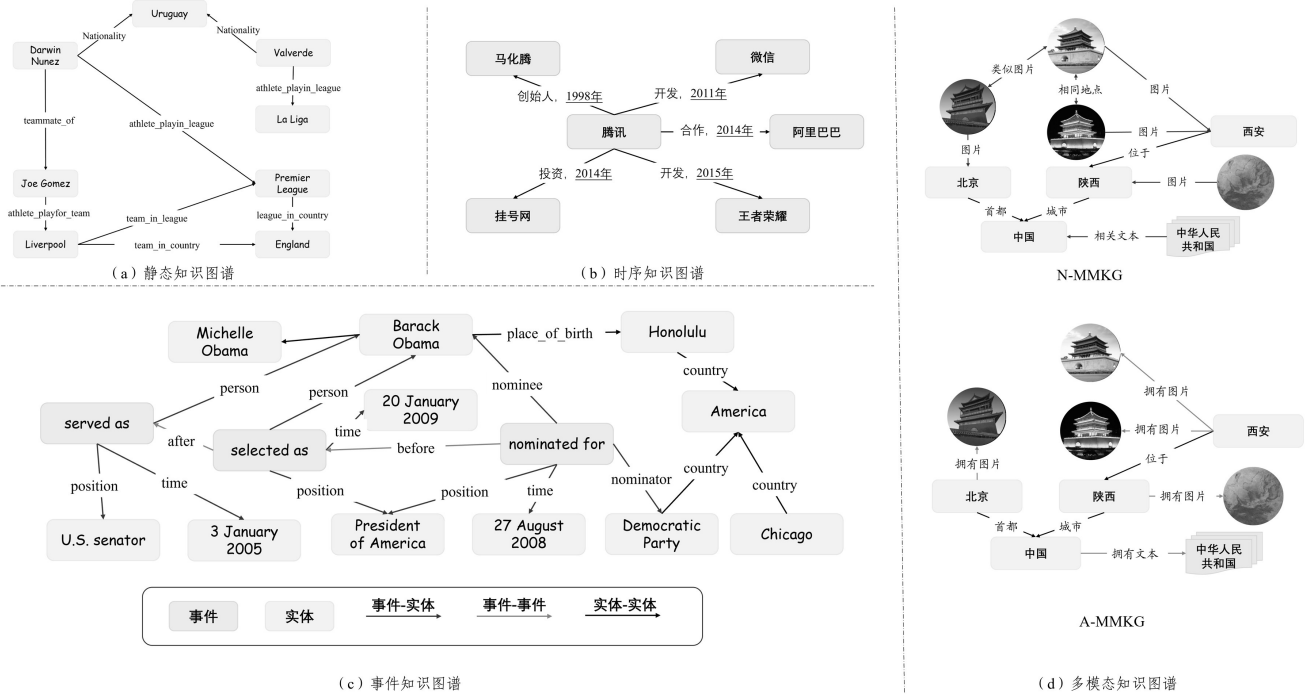 Uruguay
Nationality
Nationality
Darwin
Nunez
Valverde
athlete_playin_league
La Liga
teammate_of
athlete_playin_league
Joe Gomez
Premier
League
athlete_playfor_team
team_in_league
league_in_country
Liverpool
team_in_country
England
（a）静态知识图谱
马化腾
微信
创始人，1998年
开发，2011年
腾讯
合作，2014年
阿里巴巴
投资，2014年
开发，2015年
挂号网
王者荣耀
（b）时序知识图谱
Michelle
Obama
Barack
Obama
place_of_birth
Honolulu
country
person
person
nominee
20 January
2009
America
served as
after
selected as
time
before
nominated for
position
time
position
position
time
nominator
country
country
U.S. senator
3 January
2005
President
of America
27 August
2008
Democratic
Party
Chicago
事件
实体
事件-实体
事件-事件
实体-实体
（c）事件知识图谱
类似图片
相同地点
图片
图片
西安
图片
位于
北京
陕西
图片
首都
城市
中国
相关文本
中华人民
共和国
N-MMKG
拥有图片
拥有图片
西安
拥有图片
位于
北京
陕西
拥有图片
首都
城市
中国
拥有文本
中华人民
共和国
A-MMKG
（d）多模态知识图谱